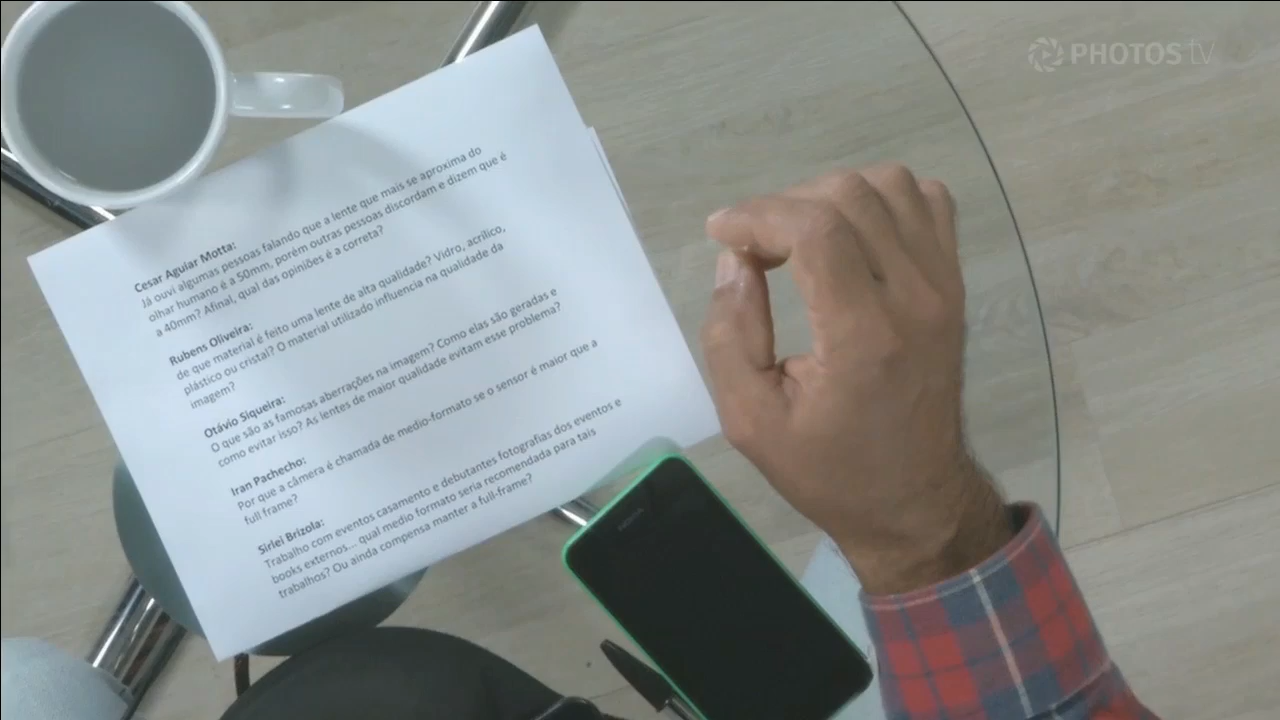 PHOTOS tv
Cesar Aguiar Motta:
Já ouvi algumas pessoas falando que a lente que mais se aproxima do
olhar humano é a 50mm, porém outras pessoas discordam e dizem que é
a 40mm? Afinal, qual das opiniões é a correta?
Rubens Oliveira:
de que material é feito uma lente de alta qualidade? Vidro, acrílico,
plástico ou cristal? O material utilizado influencia na qualidade da
imagem?
Otávio Siqueira:
O que são as famosas aberrações na imagem? Como elas são geradas e
como evitar isso? As lentes de maior qualidade evitam esse problema?
Iran Pachecho:
Por que a câmera é chamada de medio-formato se o sensor é maior que a
full frame?
Sirlei Brizola:
Trabalho com eventos casamento e debutantes fotografias dos eventos e
books externos... qual medio formato seria recomendada para tais
trabalhos? Ou ainda compensa manter a full-frame?
NOKIA